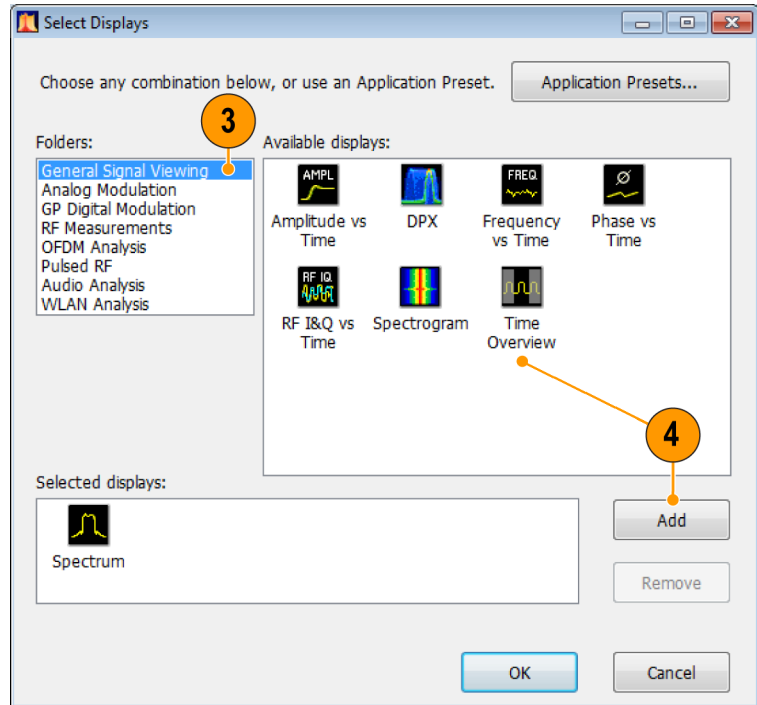 Select Displays
Choose any combination below, or use an Application Preset.
Application Presets...
3
Folders:
Available displays:
General Signal Viewing
Analog Modulation
GP Digital Modulation
RF Measurements
OFDM Analysis
Pulsed RF
Audio Analysis
WLAN Analysis
AMPL
Amplitude vs
Time
DPX
FREQ
Frequency
vs Time
Ø
Phase vs
Time
RF IQ
RF I&Q vs
Time
Spectrogram
Time
Overview
4
Selected displays:
Spectrum
Add
Remove
OK
Cancel